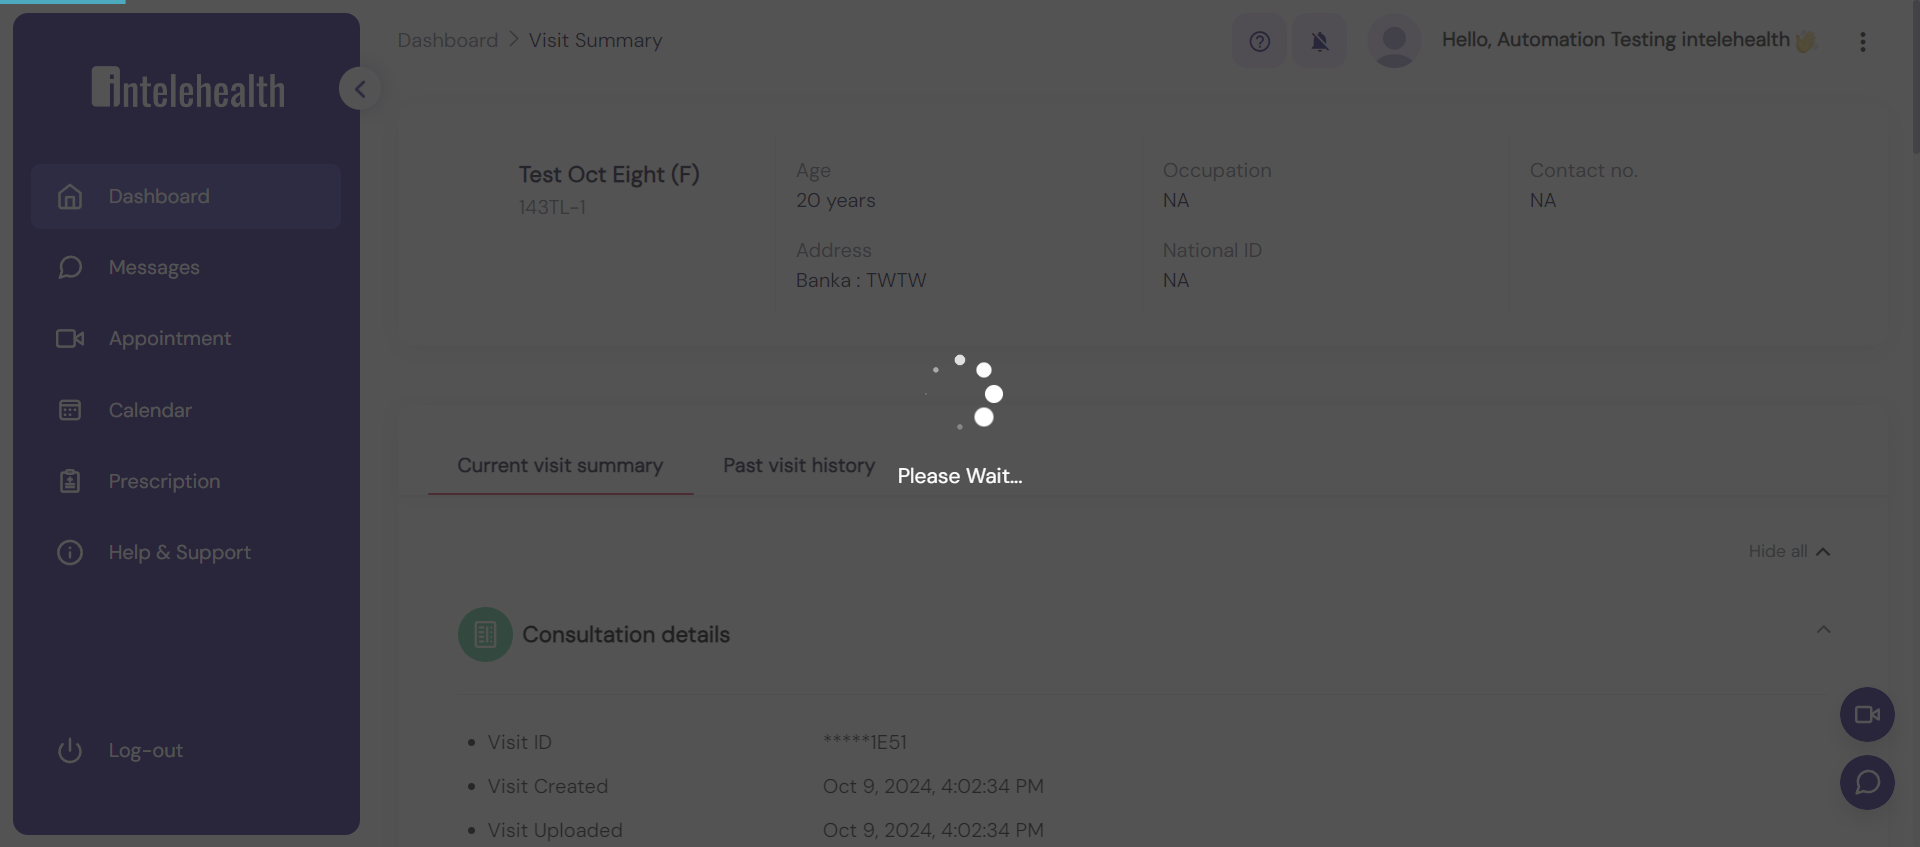 intelehealth
Dashboard
Messages
Appointment
Calendar
Prescription
Help & Support
Log-out
Dashboard > Visit Summary
Hello, Automation Testing intelehealth 👋
Test Oct Eight (F)
143TL-1
Age
20 years
Address
Banka : TWTW
Occupation
NA
National ID
NA
Contact no.
NA
Please Wait...
Current visit summary
Past visit history
Hide all
Consultation details
• Visit ID *****1E51
• Visit Created Oct 9, 2024, 4:02:34 PM
• Visit Uploaded Oct 9, 2024, 4:02:34 PM